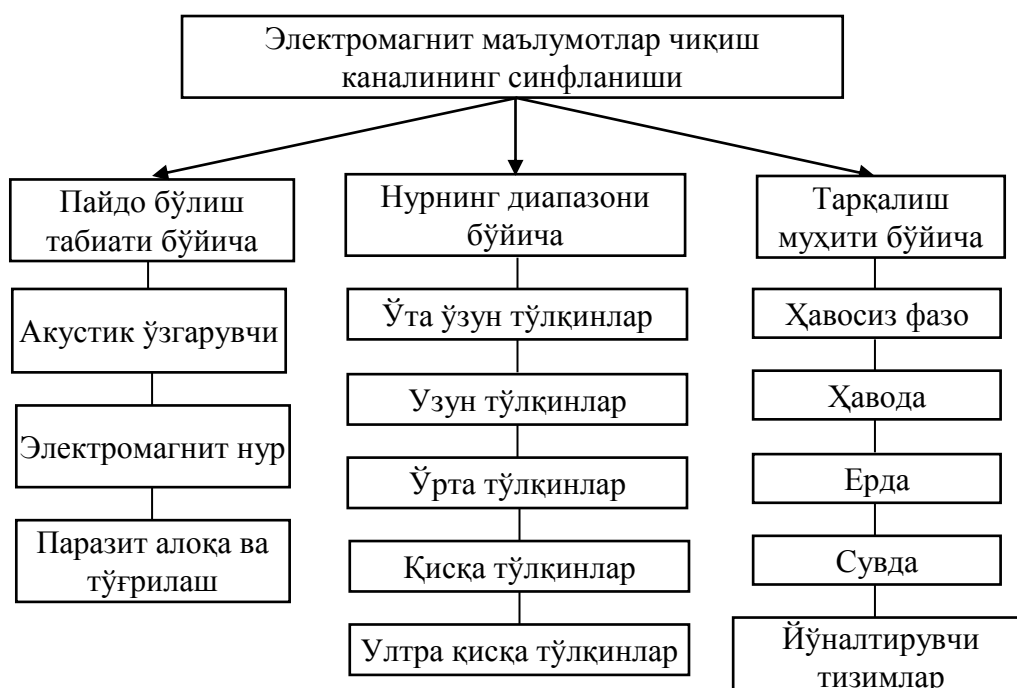 Электромагнит маълумотлар чиқиш
каналининг синфланиши
Пайдо бўлиш
табиати бўйича
Акустик ўзгарувчи
Электромагнит нур
Паразит алоқа ва
тўғрилаш
Нурнинг диапазони
бўйича
Ўта ўзун тўлқинлар
Узун тўлқинлар
Ўрта тўлқинлар
Қисқа тўлқинлар
Ултра қисқа тўлқинлар
Тарқалиш
муҳити бўйича
Ҳавосиз фазо
Ҳавода
Ерда
Сувда
Йўналтирувчи
тизимлар